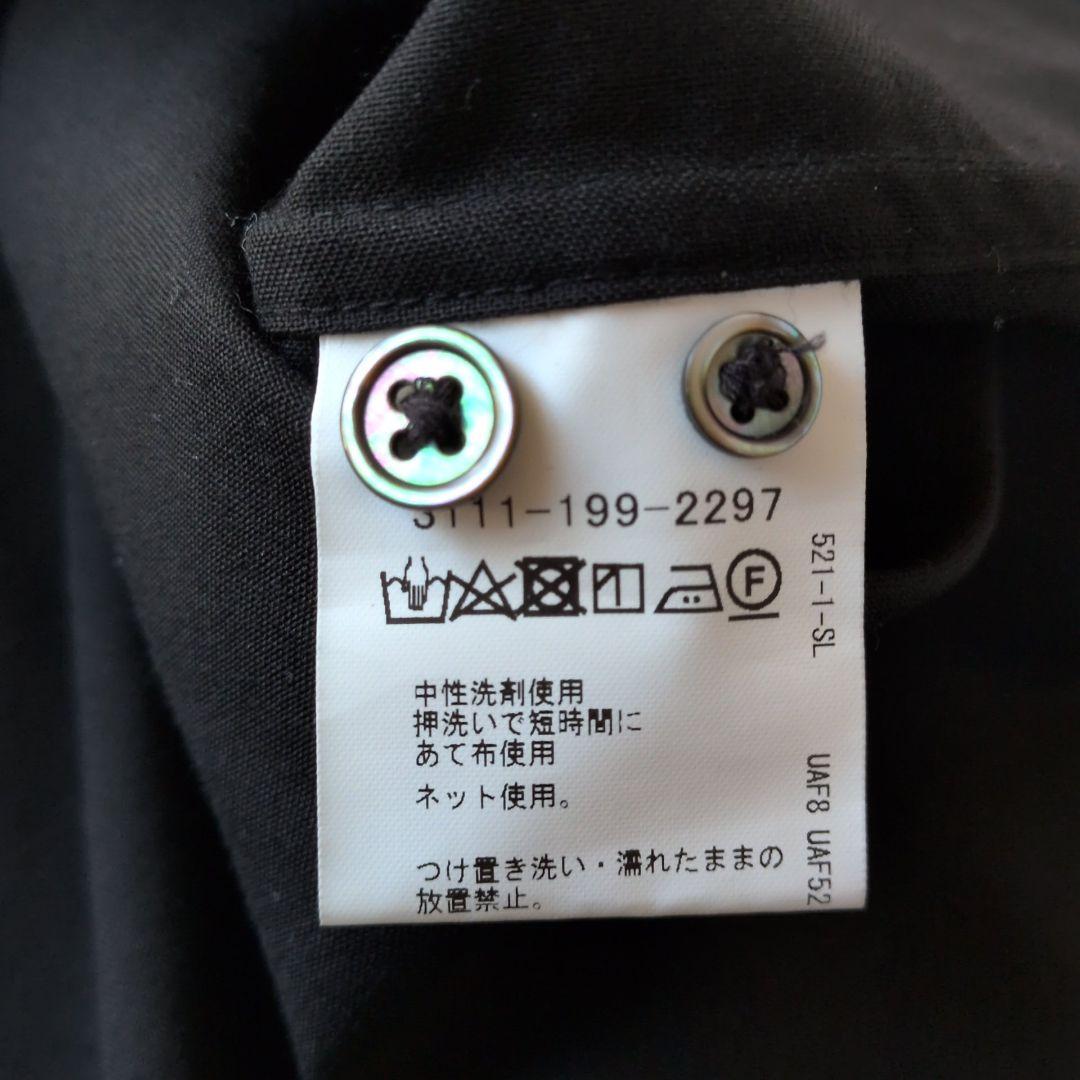 3111-199-2297
F
中性洗剤使用
押洗いで短時間に
あて布使用
ネット使用。
つけ置き洗い・濡れたままの
放置禁止。
521-1-SL
UAF8 UAF52